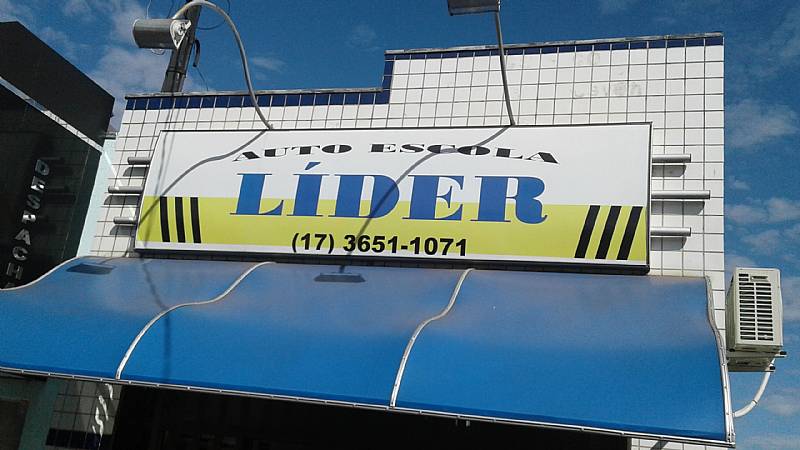 AUTO ESCOLA
LÍDER
(17) 3651-1071
DESPACH